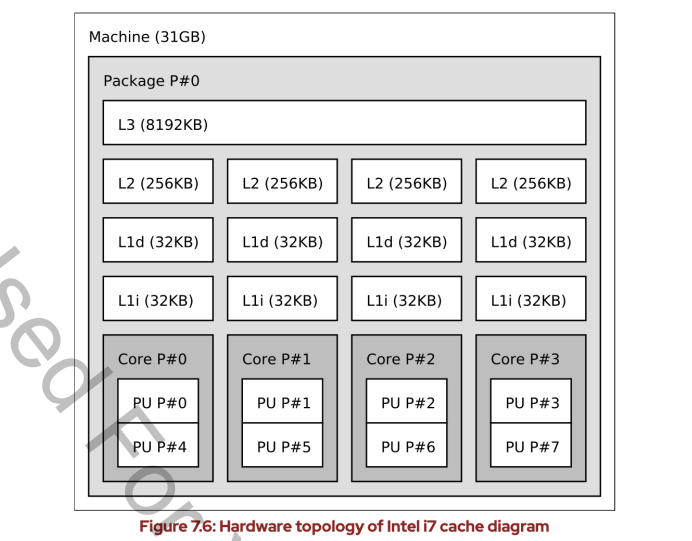 Machine (31GB)
Package P#0
L3 (8192KB)
L2 (256KB) L2 (256KB) L2 (256KB) L2 (256KB)
L1d (32KB) L1d (32KB) L1d (32KB) L1d (32KB)
L1i (32KB) L1i (32KB) L1i (32KB) L1i (32KB)
Core P#0 Core P#1 Core P#2 Core P#3
PU P#0 PU P#1 PU P#2 PU P#3
PU P#4 PU P#5 PU P#6 PU P#7
Figure 7.6: Hardware topology of Intel i7 cache diagram
For